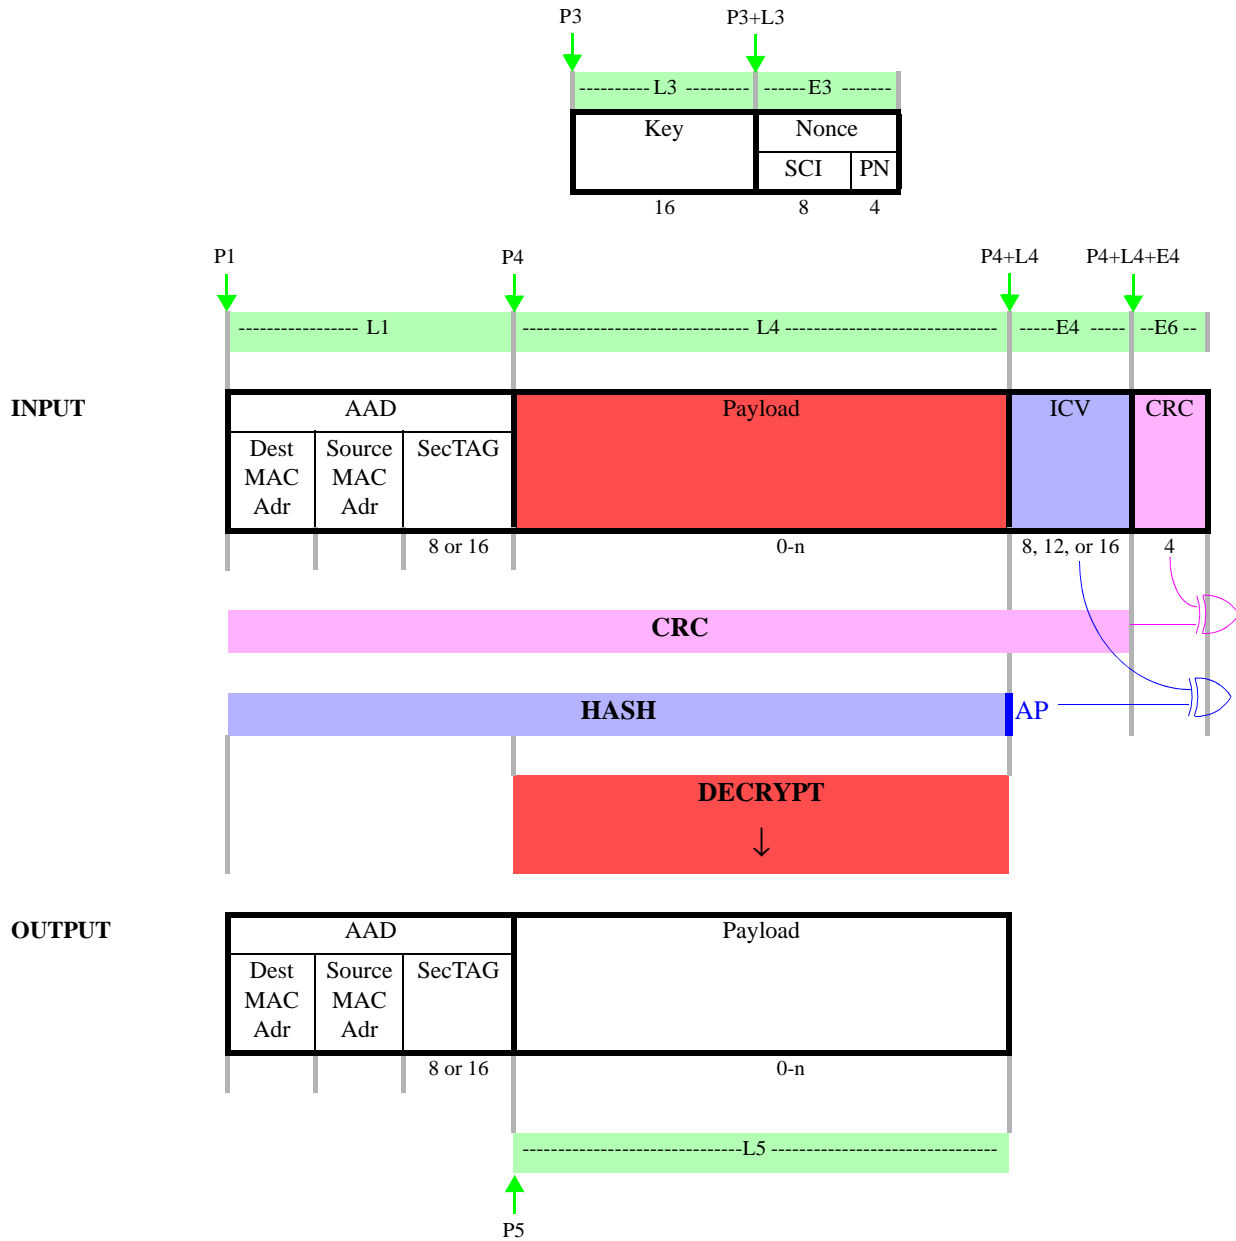 P3 P3+L3
---------- L3 --------- ------E3 -------
Key Nonce
SCI PN
16 8 4
P1 P4 P4+L4 P4+L4+E4
----------------- L1 -------------------------------- L4 ------------------------------ -----E4 ----- --E6 --
INPUT AAD Payload ICV CRC
Dest MAC Adr
Source MAC Adr
SecTAG
8 or 16 0-n 8, 12, or 16 4
CRC
HASH AP
DECRYPT
↓
OUTPUT AAD Payload
Dest MAC Adr
Source MAC Adr
SecTAG
8 or 16 0-n
-------------------------------L5 --------------------------------
P5